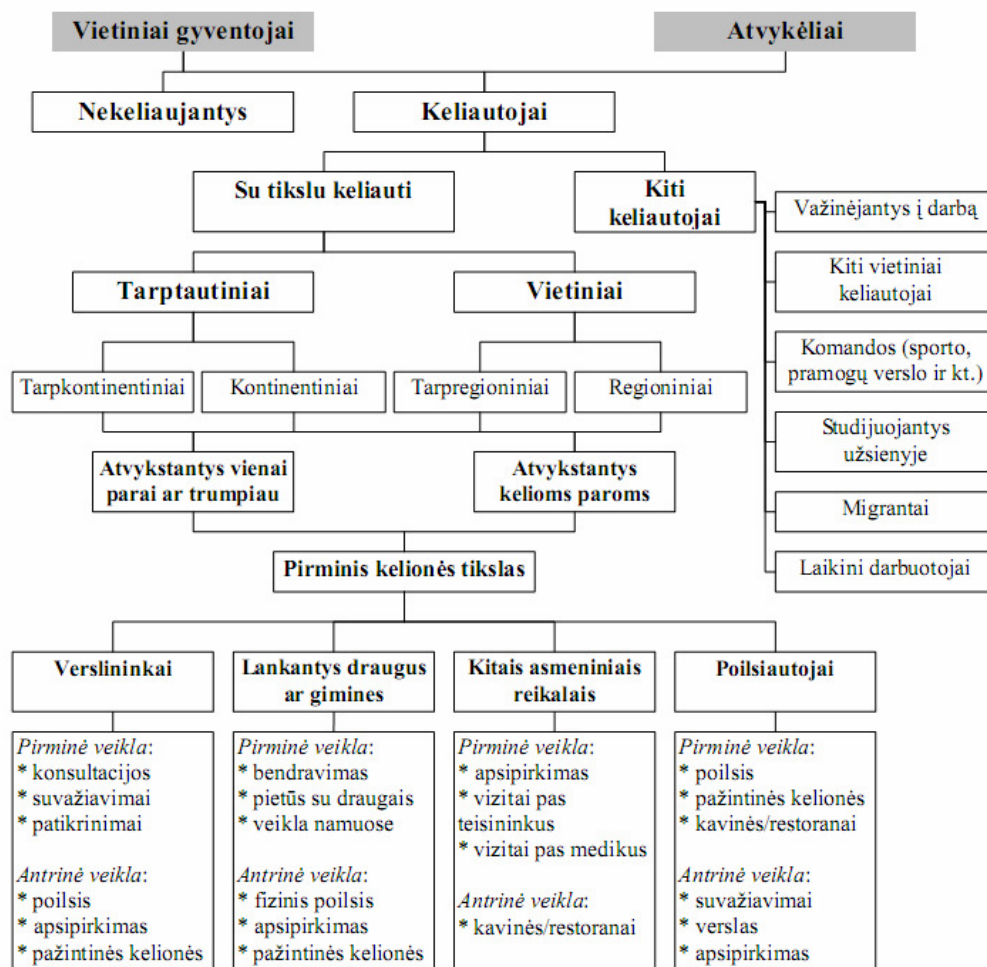 Vietiniai gyventojai
Atvykėliai
Nekeliaujantys
Keliautojai
Su tikslu keliauti
Kiti
keliautojai
Važinėjantys į darbą
Kiti vietiniai
keliautojai
Komandos (sporto,
pramogų verslo ir kt.)
Studijuojantys
užsienyje
Migrantai
Laikini darbuotojai
Tarptautiniai
Vietiniai
Tarpkontinentiniai
Kontinentiniai
Tarpregioniniai
Regioniniai
Atvykstantys vienai
parai ar trumpiau
Atvykstantys
kelioms paroms
Pirminis kelionės tikslas
Verslininkai
Lankantys draugus
ar gimines
Kitais asmeniniais
reikalais
Poilsiautojai
Pirminė veikla:
* konsultacijos
* suvažiavimai
* patikrinimai
Antrinė veikla:
* poilsis
* apsipirkimas
* pažintinės kelionės
Pirminė veikla:
* bendravimas
* pietūs su draugais
* veikla namuose
Antrinė veikla:
* fizinis poilsis
* apsipirkimas
* pažintinės kelionės
Pirminė veikla:
* apsipirkimas
* vizitai pas
teisininkus
* vizitai pas medikus
Antrinė veikla:
* kavinės/restoranai
Pirminė veikla:
* poilsis
* pažintinės kelionės
* kavinės/restoranai
Antrinė veikla:
* suvažiavimai
* verslas
* apsipirkimas